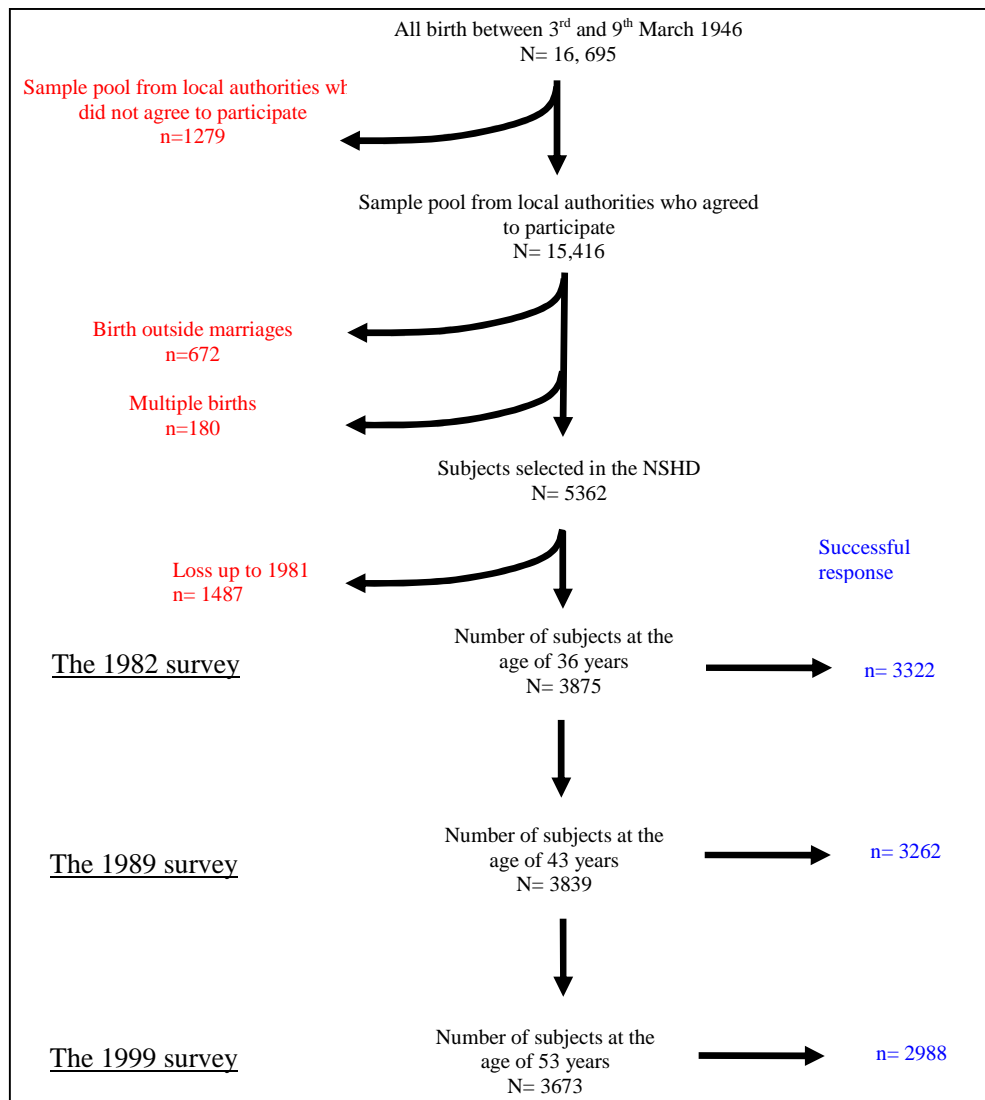 All birth between 3rd and 9th March 1946
N= 16, 695
Sample pool from local authorities wh
did not agree to participate
n=1279
Sample pool from local authorities who agreed
to participate
N= 15,416
Birth outside marriages
n=672
Multiple births
n=180
Subjects selected in the NSHD
N= 5362
Loss up to 1981
n= 1487
Successful
response
The 1982 survey
Number of subjects at the
age of 36 years
N= 3875
n= 3322
The 1989 survey
Number of subjects at the
age of 43 years
N= 3839
n= 3262
The 1999 survey
Number of subjects at the
age of 53 years
N= 3673
n= 2988